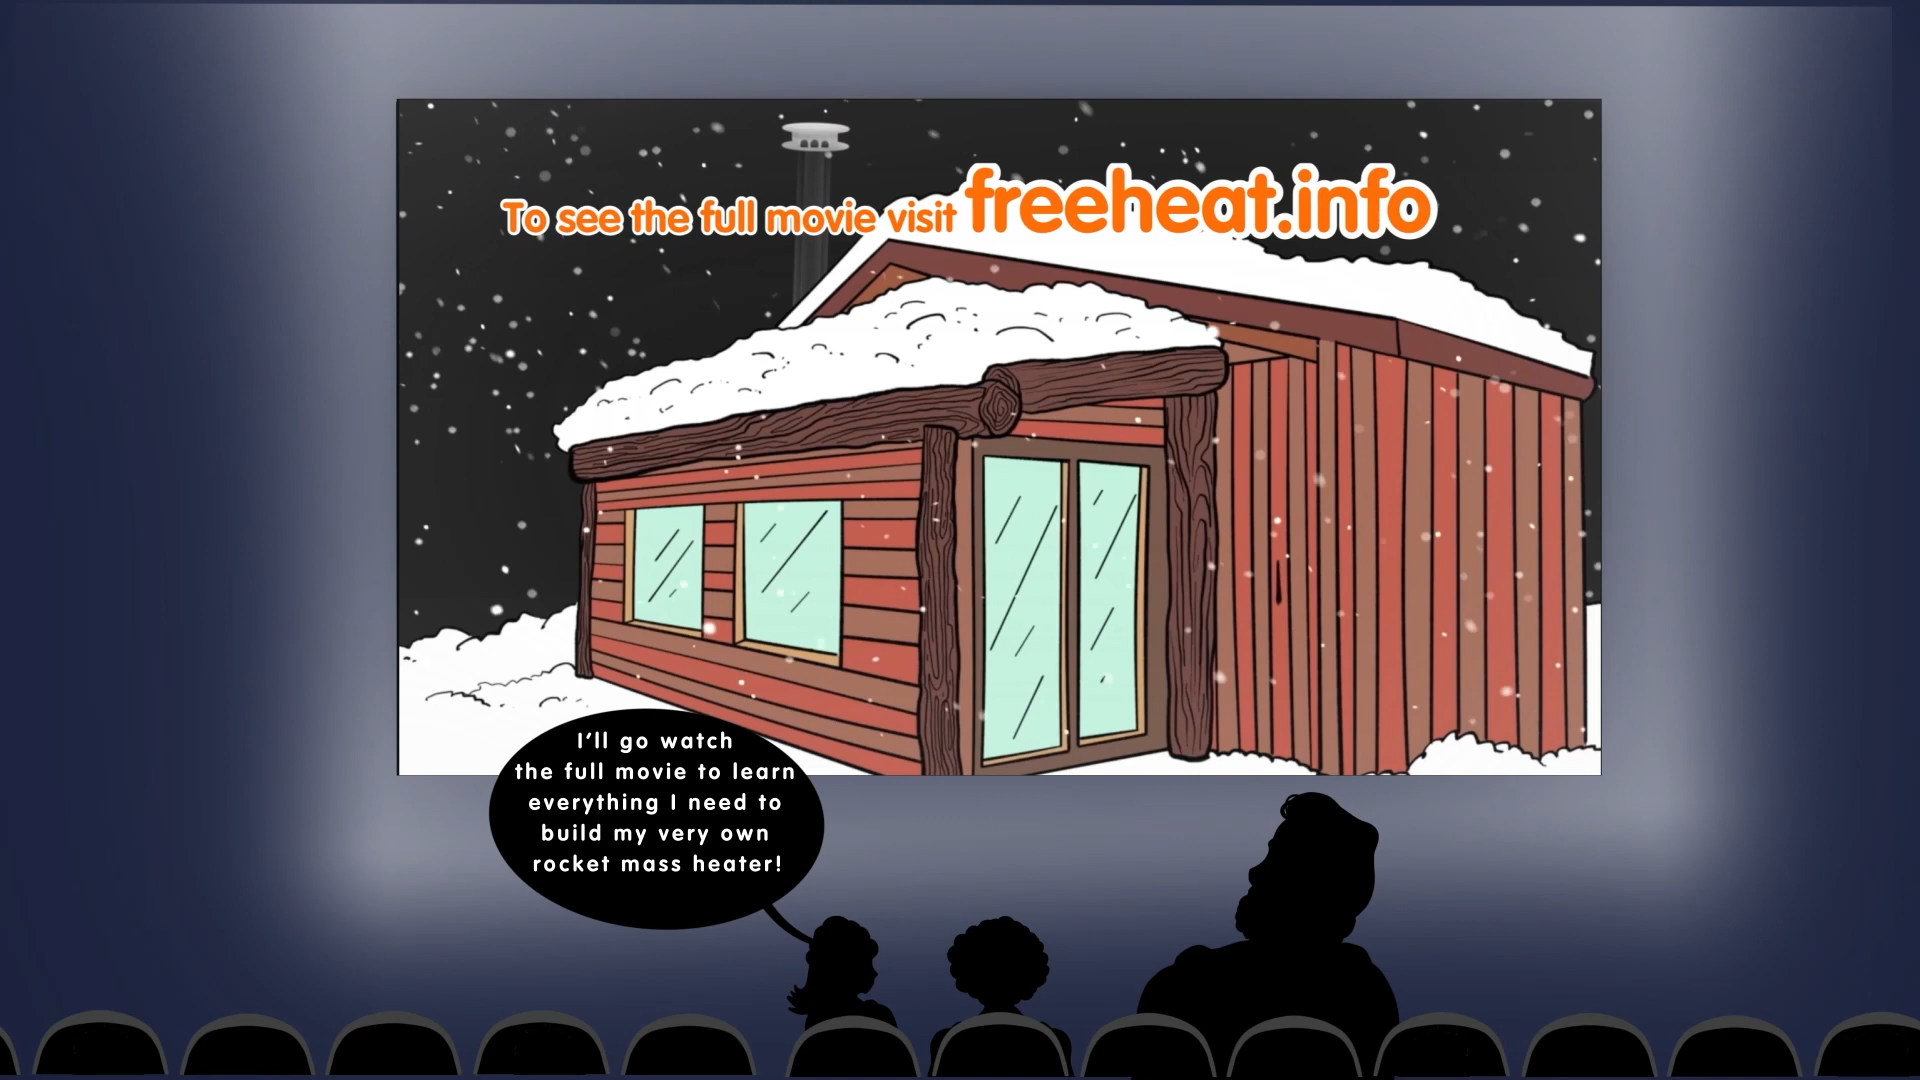 To see the full movie visit freeheat.info
I'll go watch
the full movie to learn
everything I need to
build my very own
rocket mass heater!